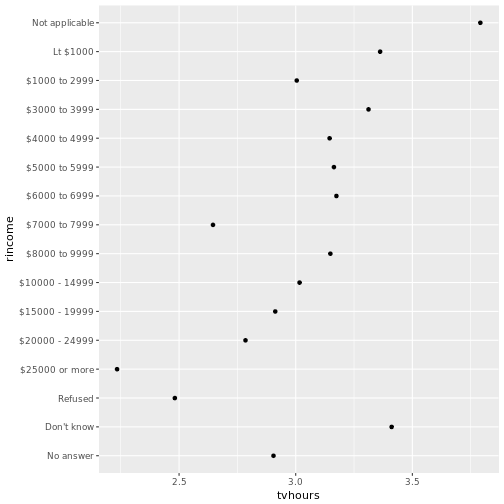 Not applicable
Lt $1000
$1000 to 2999
$3000 to 3999
$4000 to 4999
$5000 to 5999
$6000 to 6999
$7000 to 7999
$8000 to 9999
$10000 - 14999
$15000 - 19999
$20000 - 24999
$25000 or more
Refused
Don't know
No answer
rincome
2.5 3.0 3.5
tvhours